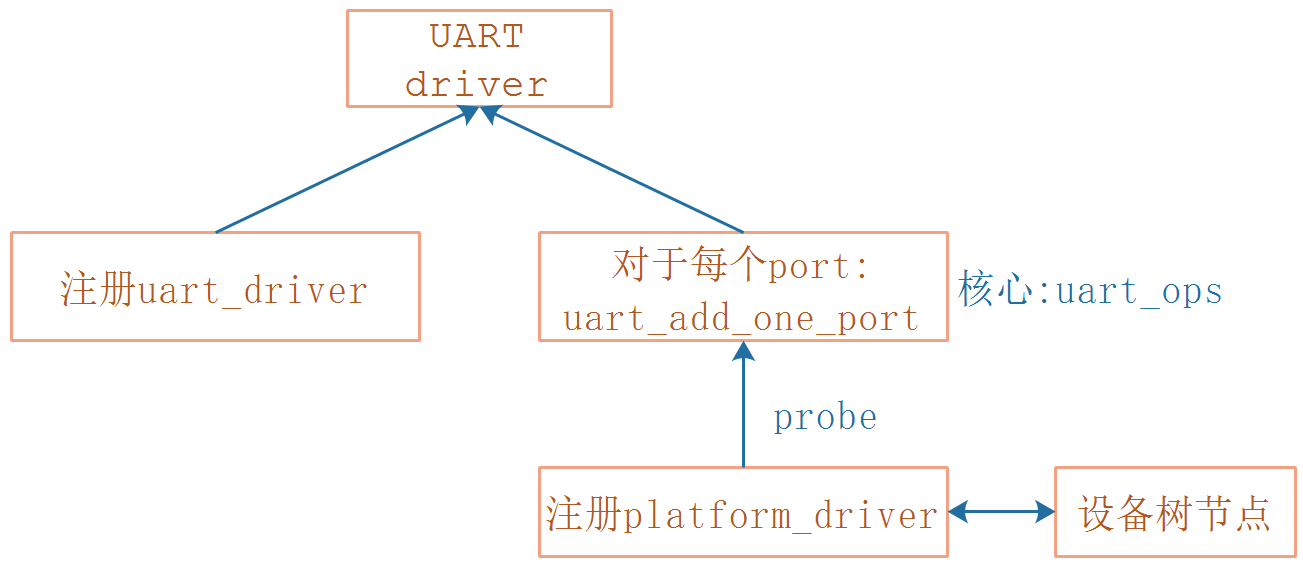 UART
driver
注册uart_driver
对于每个port:
uart_add_one_port
核心:uart_ops
probe
注册platform_driver
设备树节点